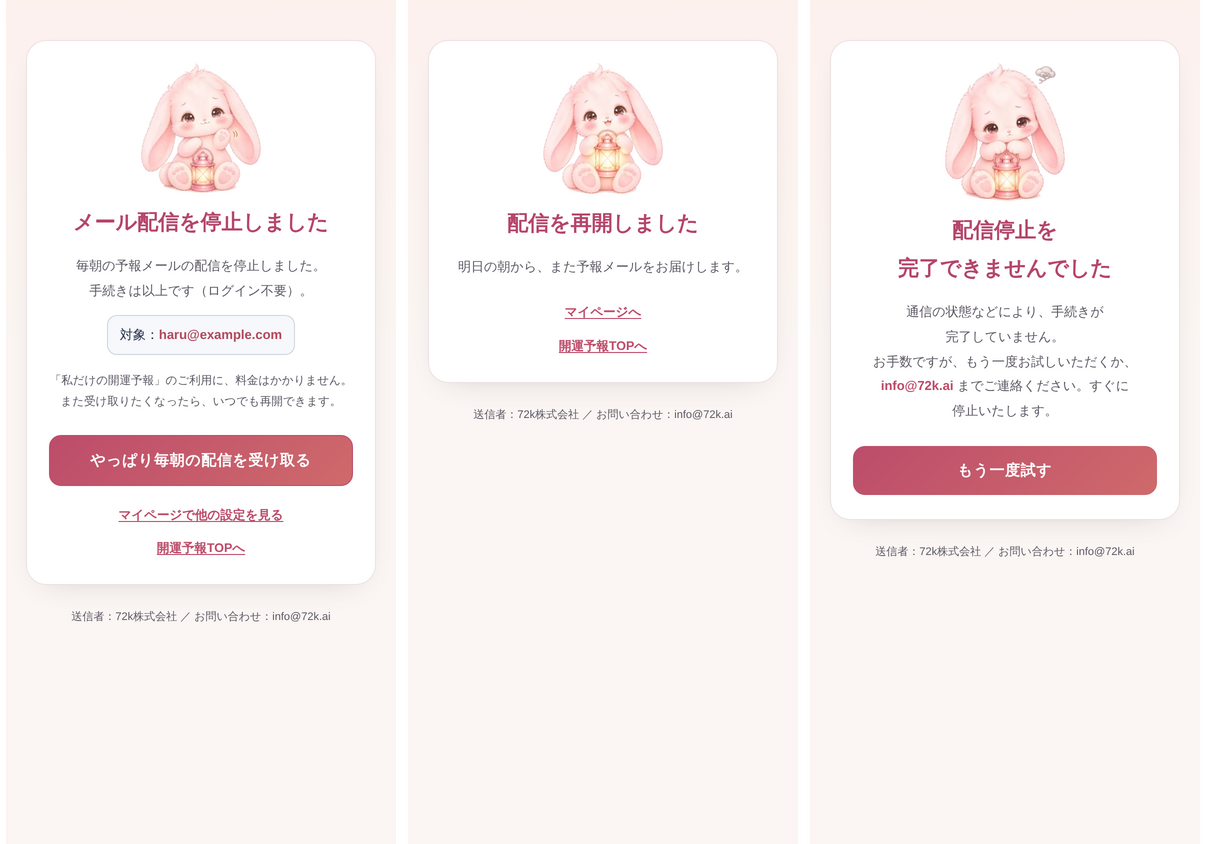 メール配信を停止しました
毎朝の予報メールの配信を停止しました。
手続きは以上です（ログイン不要）。
対象：haru@example.com
「私だけの開運予報」のご利用に、料金はかかりません。
また受け取りたくなったら、いつでも再開できます。
やっぱり毎朝の配信を受け取る
マイページで他の設定を見る
開運予報TOPへ
送信者：72k株式会社 ／ お問い合わせ：info@72k.ai
配信を再開しました
明日の朝から、また予報メールをお届けします。
マイページへ
開運予報TOPへ
送信者：72k株式会社 ／ お問い合わせ：info@72k.ai
配信停止を
完了できませんでした
通信の状態などにより、手続きが
完了していません。
お手数ですが、もう一度お試しいただくか、
info@72k.ai までご連絡ください。すぐに
停止いたします。
もう一度試す
送信者：72k株式会社 ／ お問い合わせ：info@72k.ai